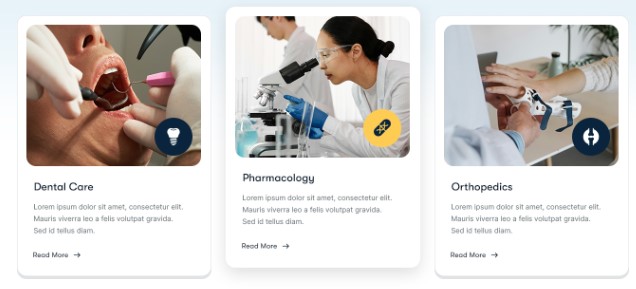 Dental Care
Lorem ipsum dolor sit amet, consectetur elit.
Mauris viverra leo a felis volutpat gravida.
Sed id tellus diam.
Read More
Pharmacology
Lorem ipsum dolor sit amet, consectetur elit.
Mauris viverra leo a felis volutpat gravida.
Sed id tellus diam.
Read More
Orthopedics
Lorem ipsum dolor sit amet, consectetur elit.
Mauris viverra leo a felis volutpat gravida.
Sed id tellus diam.
Read More